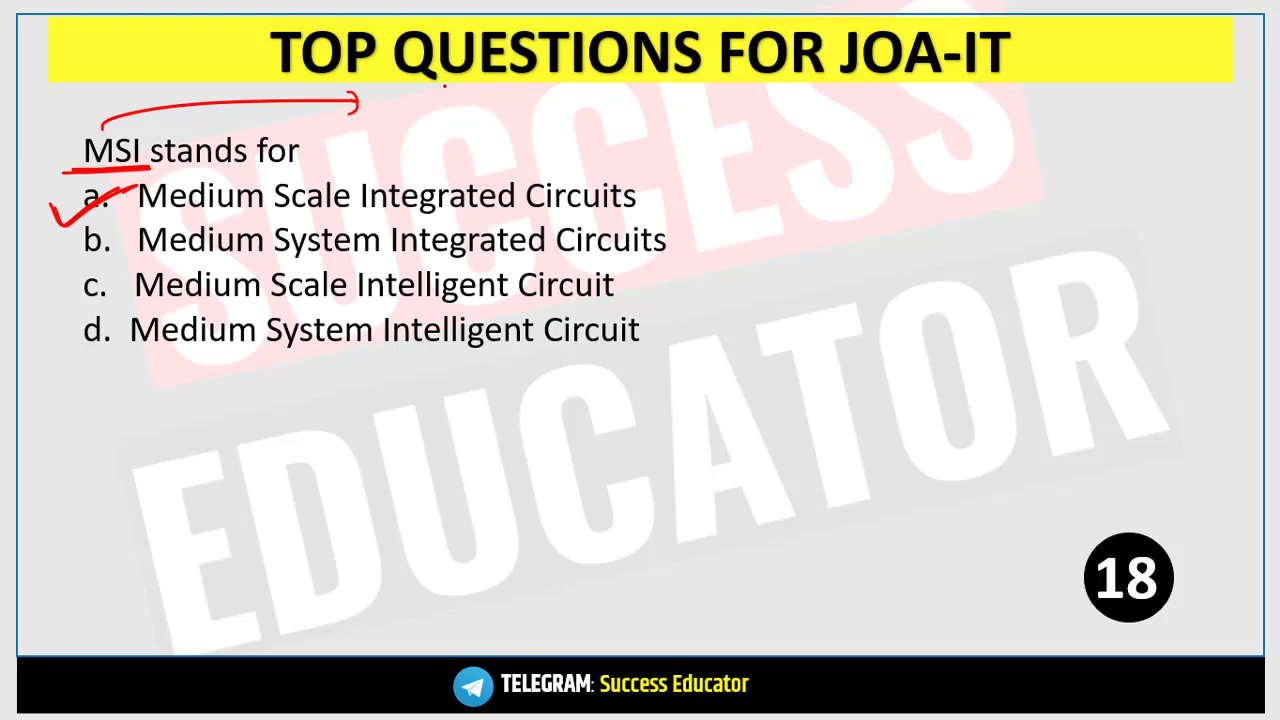 TOP QUESTIONS FOR JOA-IT
MSI stands for
a. Medium Scale Integrated Circuits
b. Medium System Integrated Circuits
c. Medium Scale Intelligent Circuit
d. Medium System Intelligent Circuit
SUCCESS
EDUCATOR
18
TELEGRAM: Success Educator